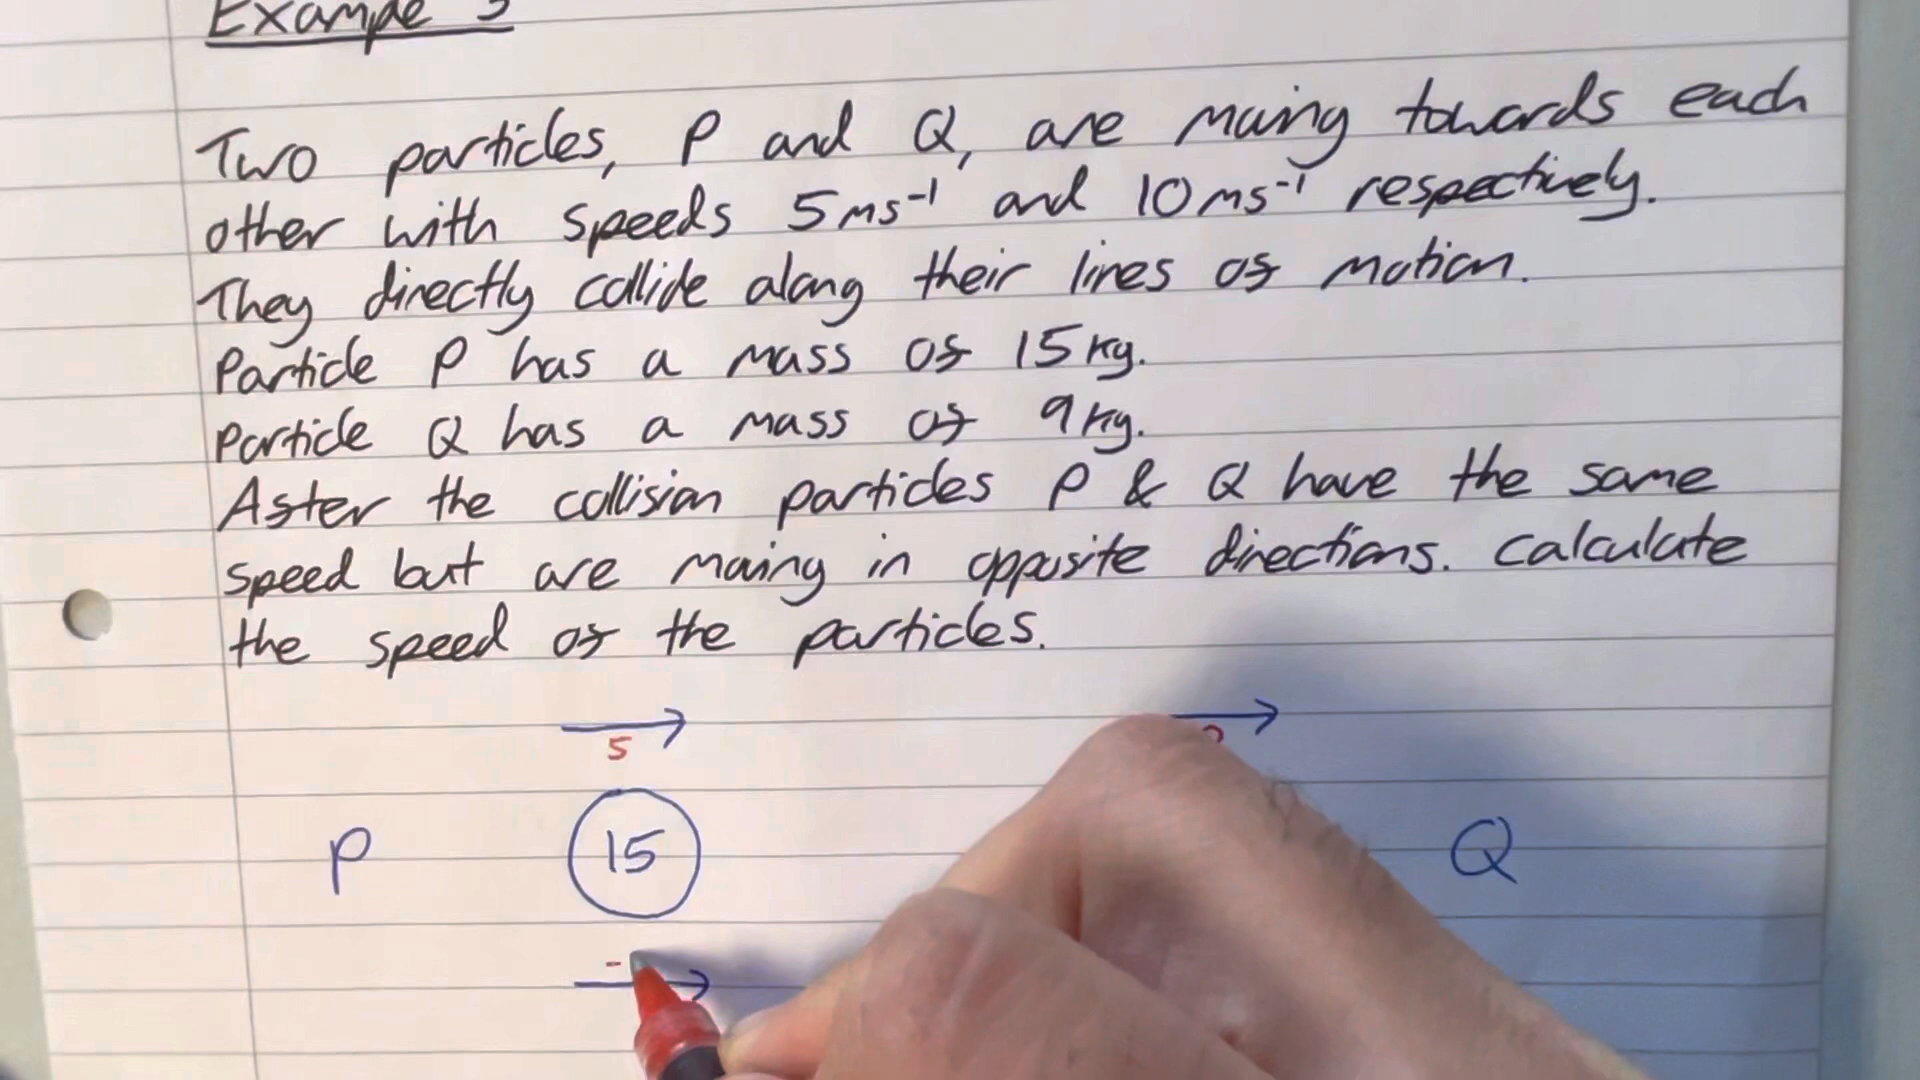 Example 3
Two particles, P and Q, are moving towards each
other with speeds 5ms⁻¹ and 10ms⁻¹ respectively.
They directly collide along their lines of motion.
Particle P has a mass of 15kg.
Particle Q has a mass of 9kg.
After the collision particles P & Q have the same
speed but are moving in opposite directions. Calculate
the speed of the particles.
5
P 15 Q
-